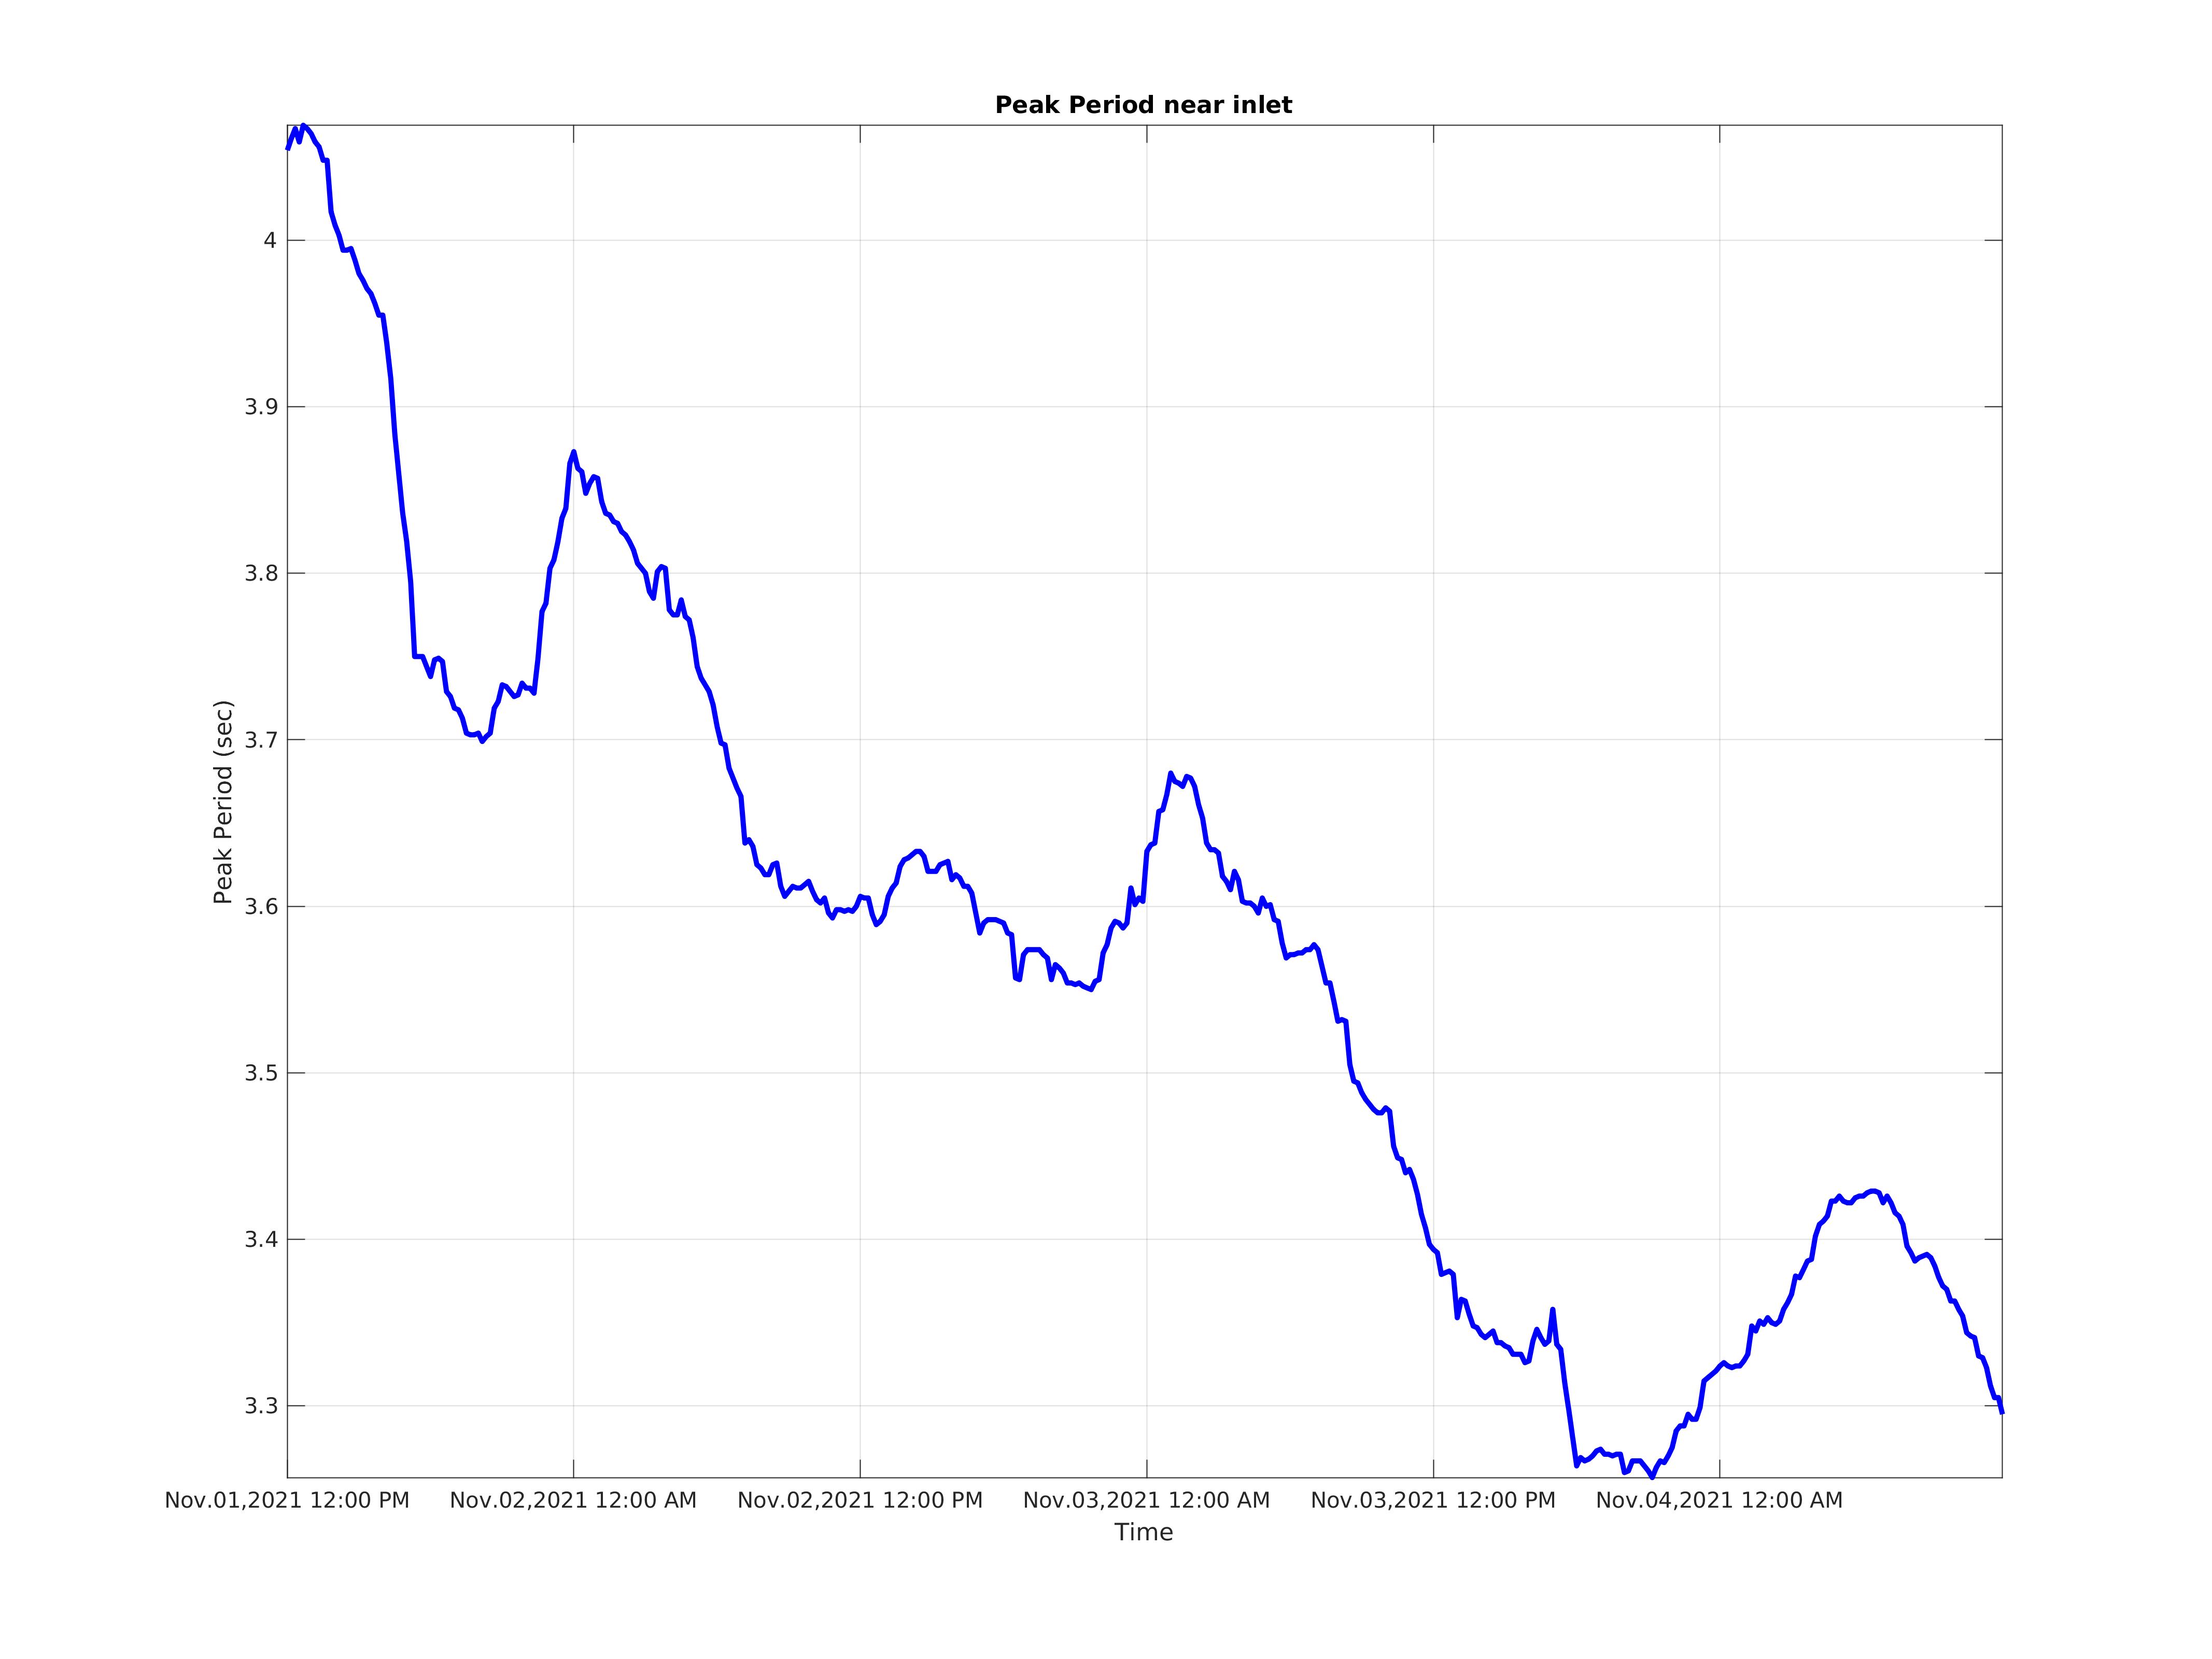 Peak Period near inlet
4
3.9
3.8
3.7
3.6
3.5
3.4
3.3
Peak Period (sec)
Nov.01,2021 12:00 PM
Nov.02,2021 12:00 AM
Nov.02,2021 12:00 PM
Nov.03,2021 12:00 AM
Nov.03,2021 12:00 PM
Nov.04,2021 12:00 AM
Time